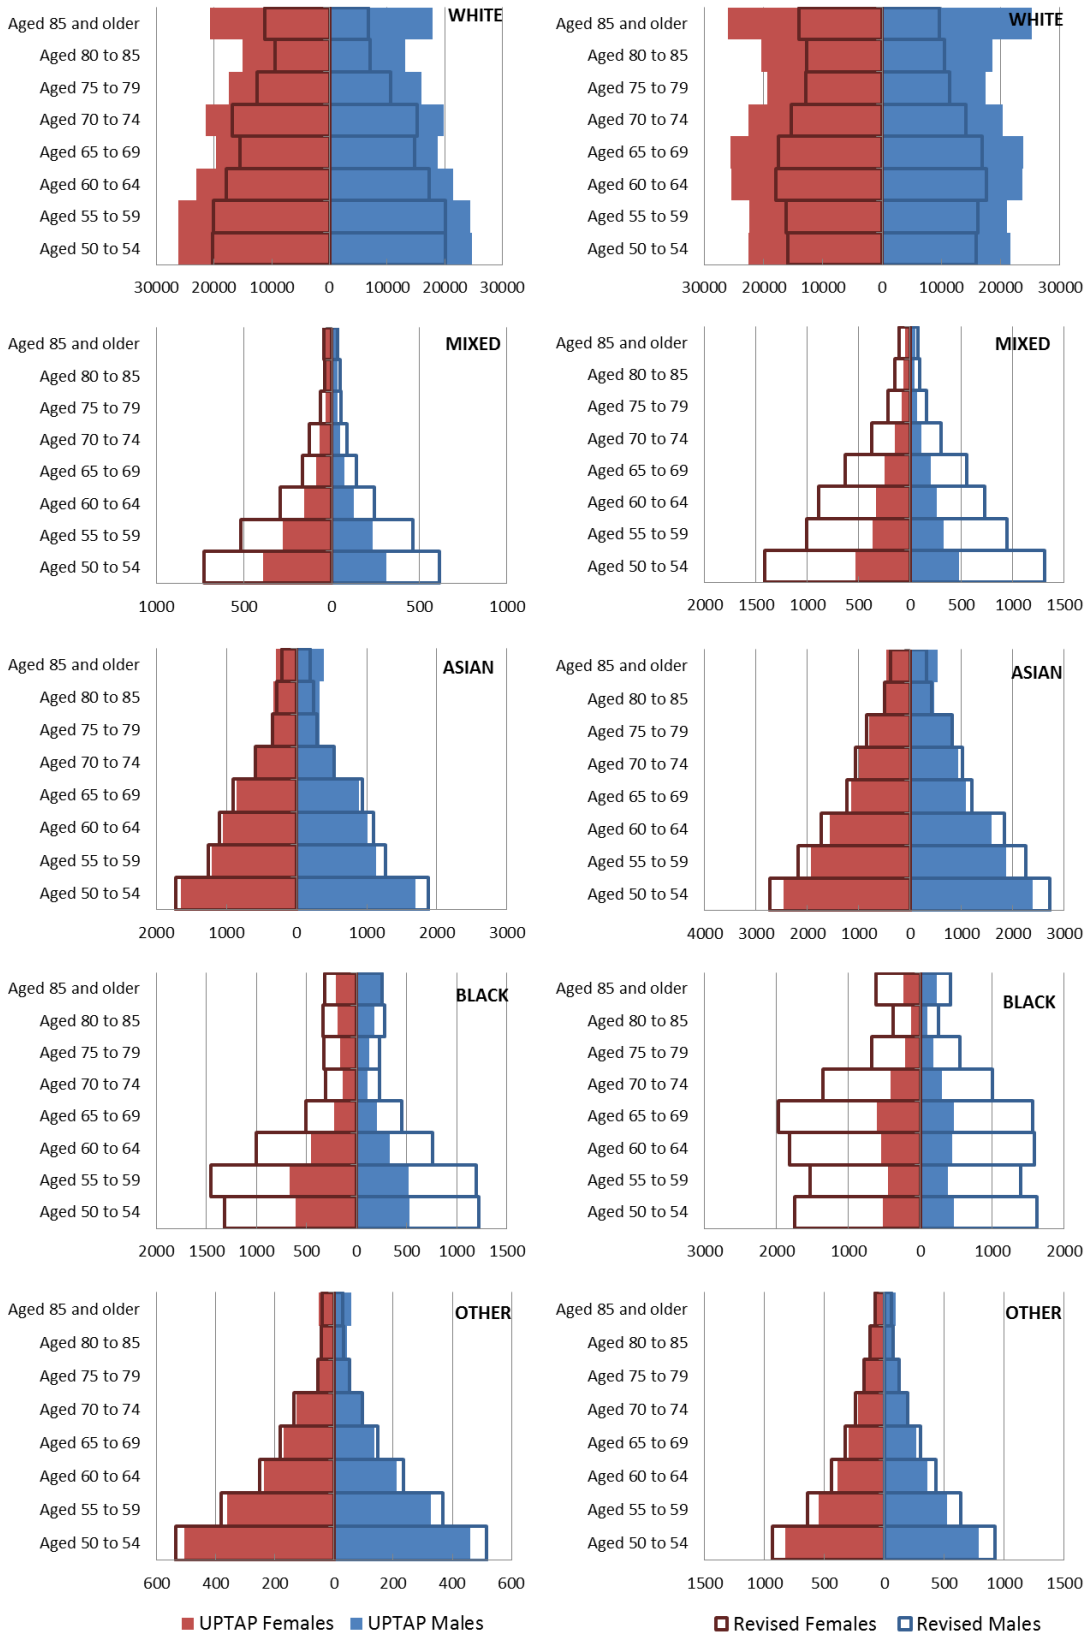 WHITE
Aged 85 and older
Aged 80 to 85
Aged 75 to 79
Aged 70 to 74
Aged 65 to 69
Aged 60 to 64
Aged 55 to 59
Aged 50 to 54
30000 20000 10000 0 10000 20000 30000
WHITE
Aged 85 and older
Aged 80 to 85
Aged 75 to 79
Aged 70 to 74
Aged 65 to 69
Aged 60 to 64
Aged 55 to 59
Aged 50 to 54
30000 20000 10000 0 10000 20000 30000
MIXED
Aged 85 and older
Aged 80 to 85
Aged 75 to 79
Aged 70 to 74
Aged 65 to 69
Aged 60 to 64
Aged 55 to 59
Aged 50 to 54
1000 500 0 500 1000
MIXED
Aged 85 and older
Aged 80 to 85
Aged 75 to 79
Aged 70 to 74
Aged 65 to 69
Aged 60 to 64
Aged 55 to 59
Aged 50 to 54
2000 1500 1000 500 0 500 1000 1500
ASIAN
Aged 85 and older
Aged 80 to 85
Aged 75 to 79
Aged 70 to 74
Aged 65 to 69
Aged 60 to 64
Aged 55 to 59
Aged 50 to 54
2000 1000 0 1000 2000 3000
ASIAN
Aged 85 and older
Aged 80 to 85
Aged 75 to 79
Aged 70 to 74
Aged 65 to 69
Aged 60 to 64
Aged 55 to 59
Aged 50 to 54
4000 3000 2000 1000 0 1000 2000 3000
BLACK
Aged 85 and older
Aged 80 to 85
Aged 75 to 79
Aged 70 to 74
Aged 65 to 69
Aged 60 to 64
Aged 55 to 59
Aged 50 to 54
2000 1500 1000 500 0 500 1000 1500
BLACK
Aged 85 and older
Aged 80 to 85
Aged 75 to 79
Aged 70 to 74
Aged 65 to 69
Aged 60 to 64
Aged 55 to 59
Aged 50 to 54
3000 2000 1000 0 1000 2000
OTHER
Aged 85 and older
Aged 80 to 85
Aged 75 to 79
Aged 70 to 74
Aged 65 to 69
Aged 60 to 64
Aged 55 to 59
Aged 50 to 54
600 400 200 0 200 400 600
OTHER
Aged 85 and older
Aged 80 to 85
Aged 75 to 79
Aged 70 to 74
Aged 65 to 69
Aged 60 to 64
Aged 55 to 59
Aged 50 to 54
1500 1000 500 0 500 1000 1500
UPTAP Females UPTAP Males Revised Females Revised Males